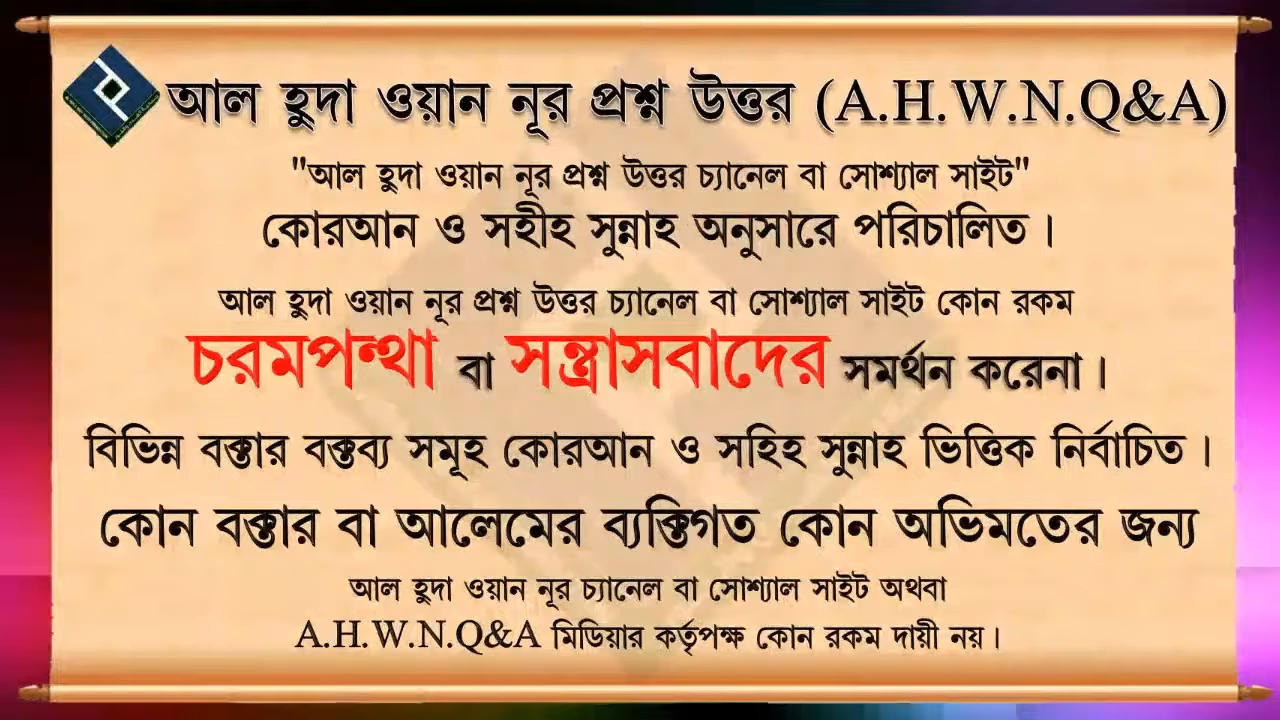 আল হুদা ওয়ান নূর প্রশ্ন উত্তর (A.H.W.N.Q&A)
"আল হুদা ওয়ান নূর প্রশ্ন উত্তর চ্যানেল বা সোশ্যাল সাইট"
কোরআন ও সহীহ সুন্নাহ অনুসারে পরিচালিত।
আল হুদা ওয়ান নূর প্রশ্ন উত্তর চ্যানেল বা সোশ্যাল সাইট কোন রকম
চরমপন্থা বা সন্ত্রাসবাদের সমর্থন করেনা।
বিভিন্ন বক্তার বক্তব্য সমূহ কোরআন ও সহিহ সুন্নাহ ভিত্তিক নির্বাচিত।
কোন বক্তার বা আলেমের ব্যক্তিগত কোন অভিমতের জন্য
আল হুদা ওয়ান নূর চ্যানেল বা সোশ্যাল সাইট অথবা
A.H.W.N.Q&A মিডিয়ার কর্তৃপক্ষ কোন রকম দায়ী নয়।